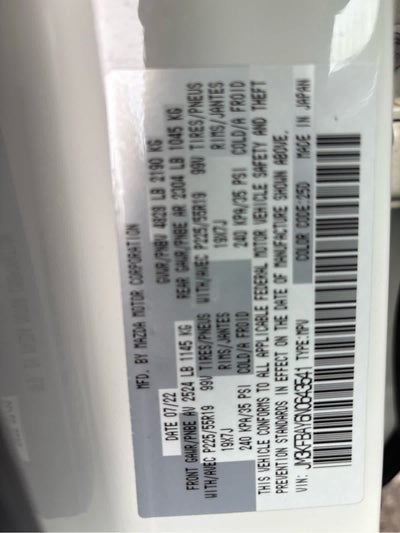 MFD. BY MAZDA MOTOR CORPORATION
DATE 07/22 GVWR/PNBV 4829 LB 2190 KG
FRONT GAWR/PNBE AV 2524 LB 1145 KG REAR GAWR/PNBE AR 2304 LB 1045 KG
WITH/AVEC P225/55R19 99V TIRES/PNEUS WITH/AVEC P225/55R19 99V TIRES/PNEUS
19X7J RIMS/JANTES 19X7J RIMS/JANTES
240 KPA/35 PSI COLD/A FROID 240 KPA/35 PSI COLD/A FROID
THIS VEHICLE CONFORMS TO ALL APPLICABLE FEDERAL MOTOR VEHICLE SAFETY AND THEFT
PREVENTION STANDARDS IN EFFECT ON THE DATE OF MANUFACTURE SHOWN ABOVE.
VIN: JM3KFBAY6N0643541 TYPE:MPV COLOR CODE:25D MADE IN JAPAN